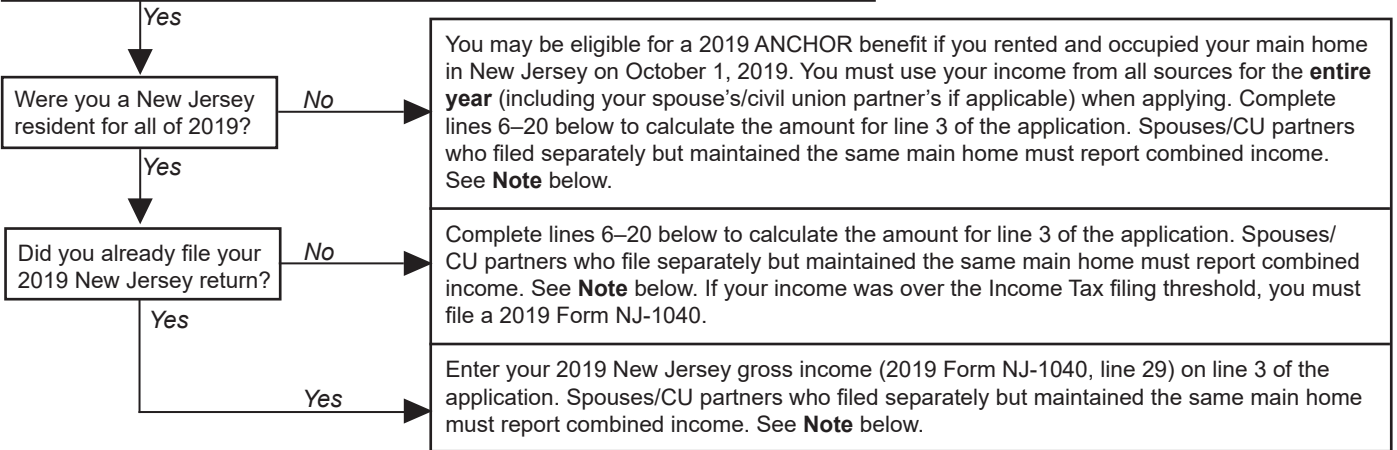 Yes
Were you a New Jersey
resident for all of 2019?
No
You may be eligible for a 2019 ANCHOR benefit if you rented and occupied your main home
in New Jersey on October 1, 2019. You must use your income from all sources for the entire
year (including your spouse’s/civil union partner’s if applicable) when applying. Complete
lines 6–20 below to calculate the amount for line 3 of the application. Spouses/CU partners
who filed separately but maintained the same main home must report combined income.
See Note below.
Yes
Did you already file your
2019 New Jersey return?
No
Complete lines 6–20 below to calculate the amount for line 3 of the application. Spouses/
CU partners who file separately but maintained the same main home must report combined
income. See Note below. If your income was over the Income Tax filing threshold, you must
file a 2019 Form NJ-1040.
Yes
Yes
Enter your 2019 New Jersey gross income (2019 Form NJ-1040, line 29) on line 3 of the
application. Spouses/CU partners who filed separately but maintained the same main home
must report combined income. See Note below.